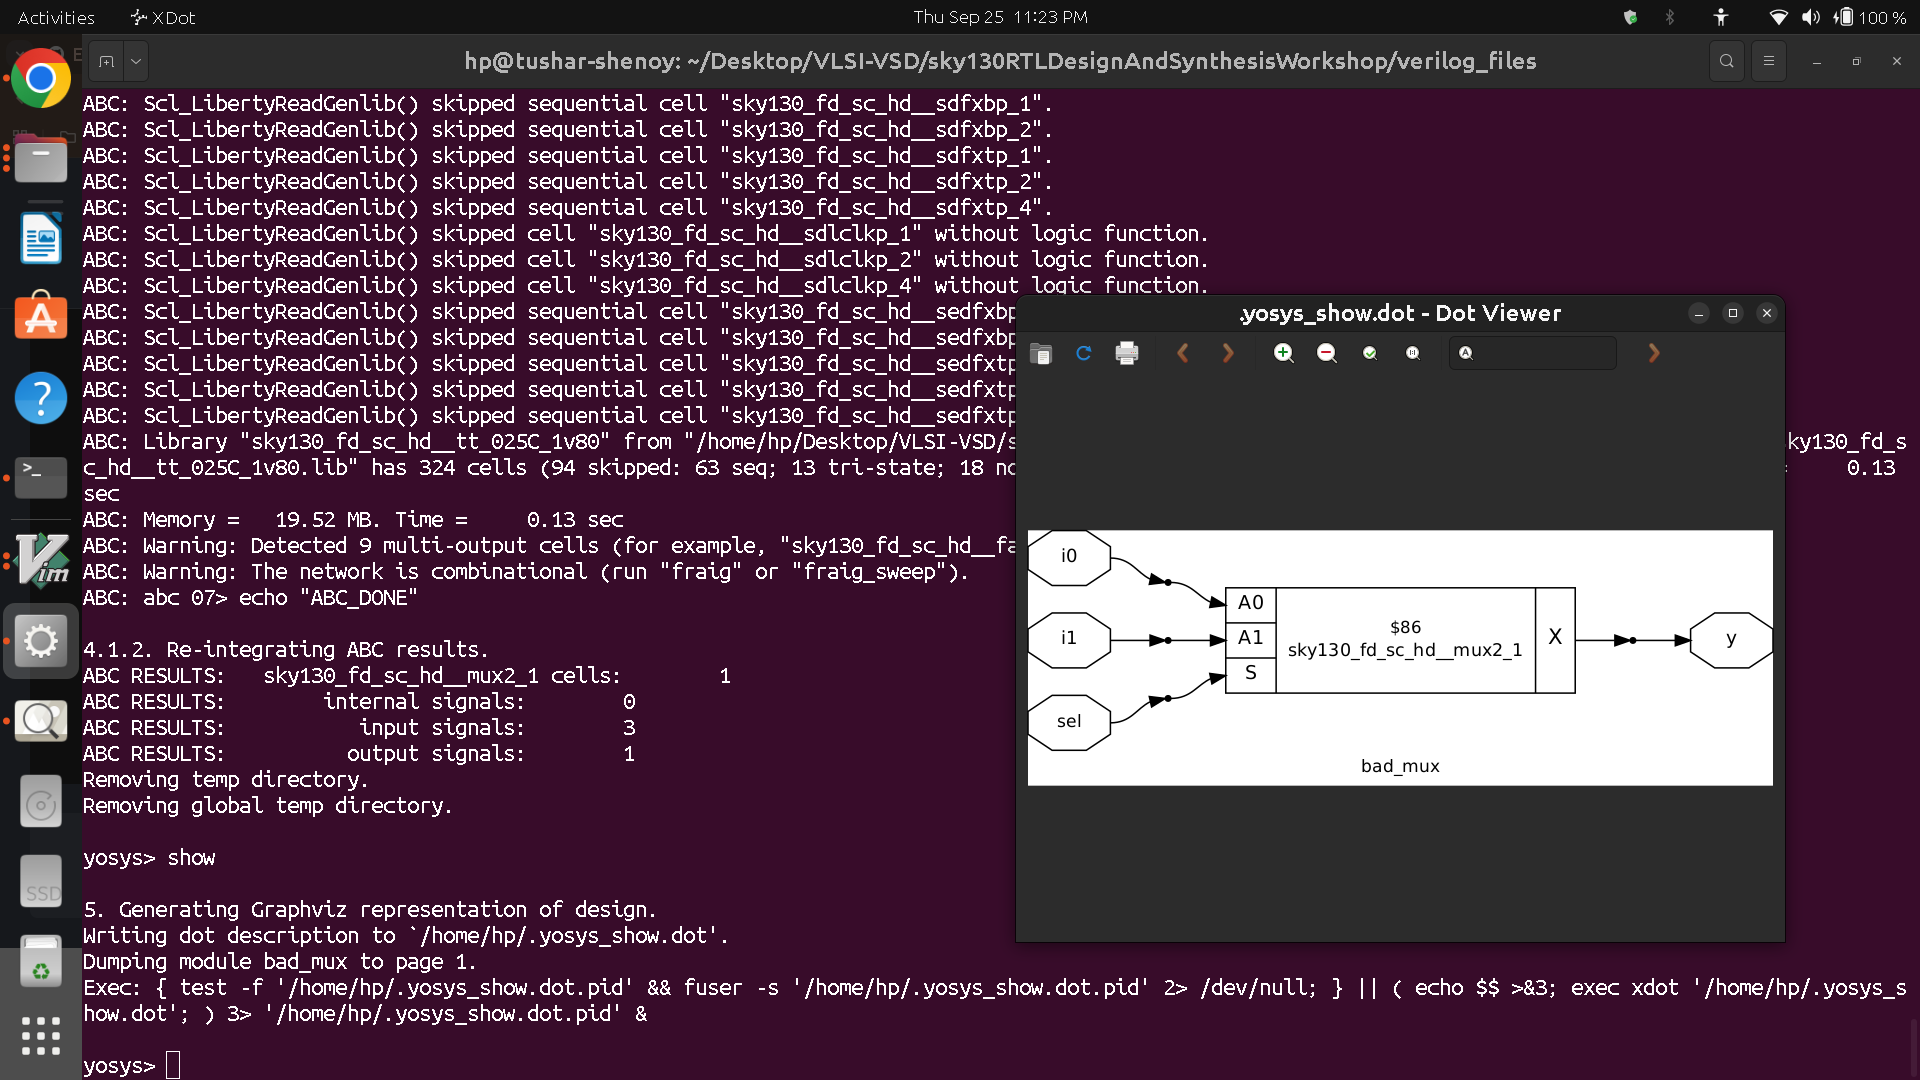 Activities
XDot
Thu Sep 25 11:23 PM
100 %
hp@tushar-shenoy: ~/Desktop/VLSI-VSD/sky130RTLDesignAndSynthesisWorkshop/verilog_files
ABC: Scl_LibertyReadGenlib() skipped sequential cell "sky130_fd_sc_hd__sdfxbp_1".
ABC: Scl_LibertyReadGenlib() skipped sequential cell "sky130_fd_sc_hd__sdfxbp_2".
ABC: Scl_LibertyReadGenlib() skipped sequential cell "sky130_fd_sc_hd__sdfxtp_1".
ABC: Scl_LibertyReadGenlib() skipped sequential cell "sky130_fd_sc_hd__sdfxtp_2".
ABC: Scl_LibertyReadGenlib() skipped sequential cell "sky130_fd_sc_hd__sdfxtp_4".
ABC: Scl_LibertyReadGenlib() skipped cell "sky130_fd_sc_hd__sdlclkp_1" without logic function.
ABC: Scl_LibertyReadGenlib() skipped cell "sky130_fd_sc_hd__sdlclkp_2" without logic function.
ABC: Scl_LibertyReadGenlib() skipped cell "sky130_fd_sc_hd__sdlclkp_4" without logic function.
ABC: Scl_LibertyReadGenlib() skipped sequential cell "sky130_fd_sc_hd__sedfxbp
ABC: Scl_LibertyReadGenlib() skipped sequential cell "sky130_fd_sc_hd__sedfxbp
ABC: Scl_LibertyReadGenlib() skipped sequential cell "sky130_fd_sc_hd__sedfxtp
ABC: Scl_LibertyReadGenlib() skipped sequential cell "sky130_fd_sc_hd__sedfxtp
ABC: Scl_LibertyReadGenlib() skipped sequential cell "sky130_fd_sc_hd__sedfxtp
ABC: Library "sky130_fd_sc_hd__tt_025C_1v80" from "/home/hp/Desktop/VLSI-VSD/s ky130_fd_s
c_hd__tt_025C_1v80.lib" has 324 cells (94 skipped: 63 seq; 13 tri-state; 18 no 0.13
sec
ABC: Memory =   19.52 MB. Time =     0.13 sec
ABC: Warning: Detected 9 multi-output cells (for example, "sky130_fd_sc_hd__fa
ABC: Warning: The network is combinational (run "fraig" or "fraig_sweep").
ABC: abc 07> echo "ABC_DONE"
4.1.2. Re-integrating ABC results.
ABC RESULTS:   sky130_fd_sc_hd__mux2_1 cells:        1
ABC RESULTS:        internal signals:        0
ABC RESULTS:           input signals:        3
ABC RESULTS:          output signals:        1
Removing temp directory.
Removing global temp directory.
yosys> show
5. Generating Graphviz representation of design.
Writing dot description to `/home/hp/.yosys_show.dot'.
Dumping module bad_mux to page 1.
Exec: { test -f '/home/hp/.yosys_show.dot.pid' && fuser -s '/home/hp/.yosys_show.dot.pid' 2> /dev/null; } || ( echo $$ >&3; exec xdot '/home/hp/.yosys_s
how.dot'; ) 3> '/home/hp/.yosys_show.dot.pid' &
yosys>
.yosys_show.dot - Dot Viewer
i0
i1
sel
A0
A1
S
$86
sky130_fd_sc_hd__mux2_1
X
y
bad_mux
Vim
SSD